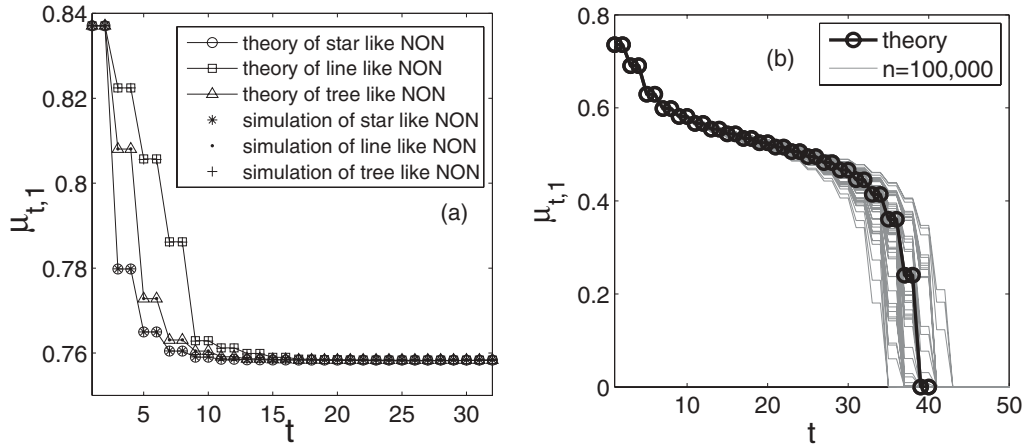 0.84
0.82
0.8
0.78
0.76
μt,1
theory of star like NON
theory of line like NON
theory of tree like NON
simulation of star like NON
simulation of line like NON
simulation of tree like NON
(a)
5 10 15 20 25 30
t
0.8
0.6
0.4
0.2
0
μt,1
(b)
theory
n=100,000
10 20 30 40 50
t